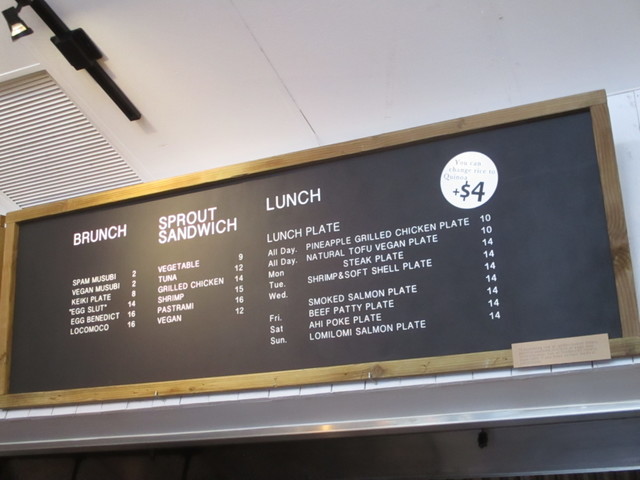 BRUNCH
SPAM MUSUBI 2
VEGAN MUSUBI 2
KEIKI PLATE 8
"EGG SLUT" 14
EGG BENEDICT 16
LOCOMOCO 16
SPROUT
SANDWICH
VEGETABLE 9
TUNA 12
GRILLED CHICKEN 14
SHRIMP 15
PASTRAMI 16
VEGAN 12
LUNCH
LUNCH PLATE
All Day. PINEAPPLE GRILLED CHICKEN PLATE 10
All Day. NATURAL TOFU VEGAN PLATE 10
Mon STEAK PLATE 14
Tue. SHRIMP&SOFT SHELL PLATE 14
Wed.
SMOKED SALMON PLATE 14
Fri. BEEF PATTY PLATE 14
Sat AHI POKE PLATE 14
Sun. LOMILOMI SALMON PLATE 14
You can
change rice to
Quinoa
+$4